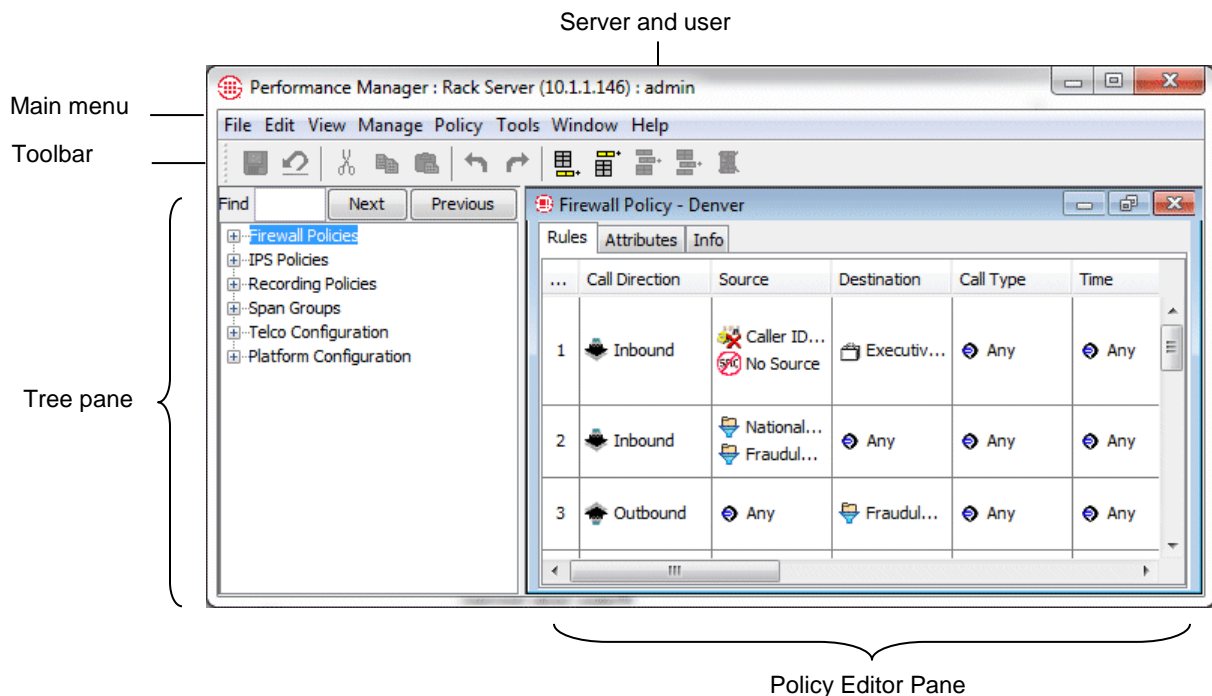 Server and user
Performance Manager : Rack Server (10.1.1.146) : admin
Main menu
File Edit View Manage Policy Tools Window Help
Toolbar
Find Next Previous
Firewall Policies
IPS Policies
Recording Policies
Span Groups
Telco Configuration
Platform Configuration
Tree pane
Firewall Policy - Denver
Rules Attributes Info
... Call Direction Source Destination Call Type Time
1 Inbound Caller ID... No Source Executiv... Any Any
2 Inbound National... Fraudul... Any Any Any
3 Outbound Any Fraudul... Any Any
Policy Editor Pane